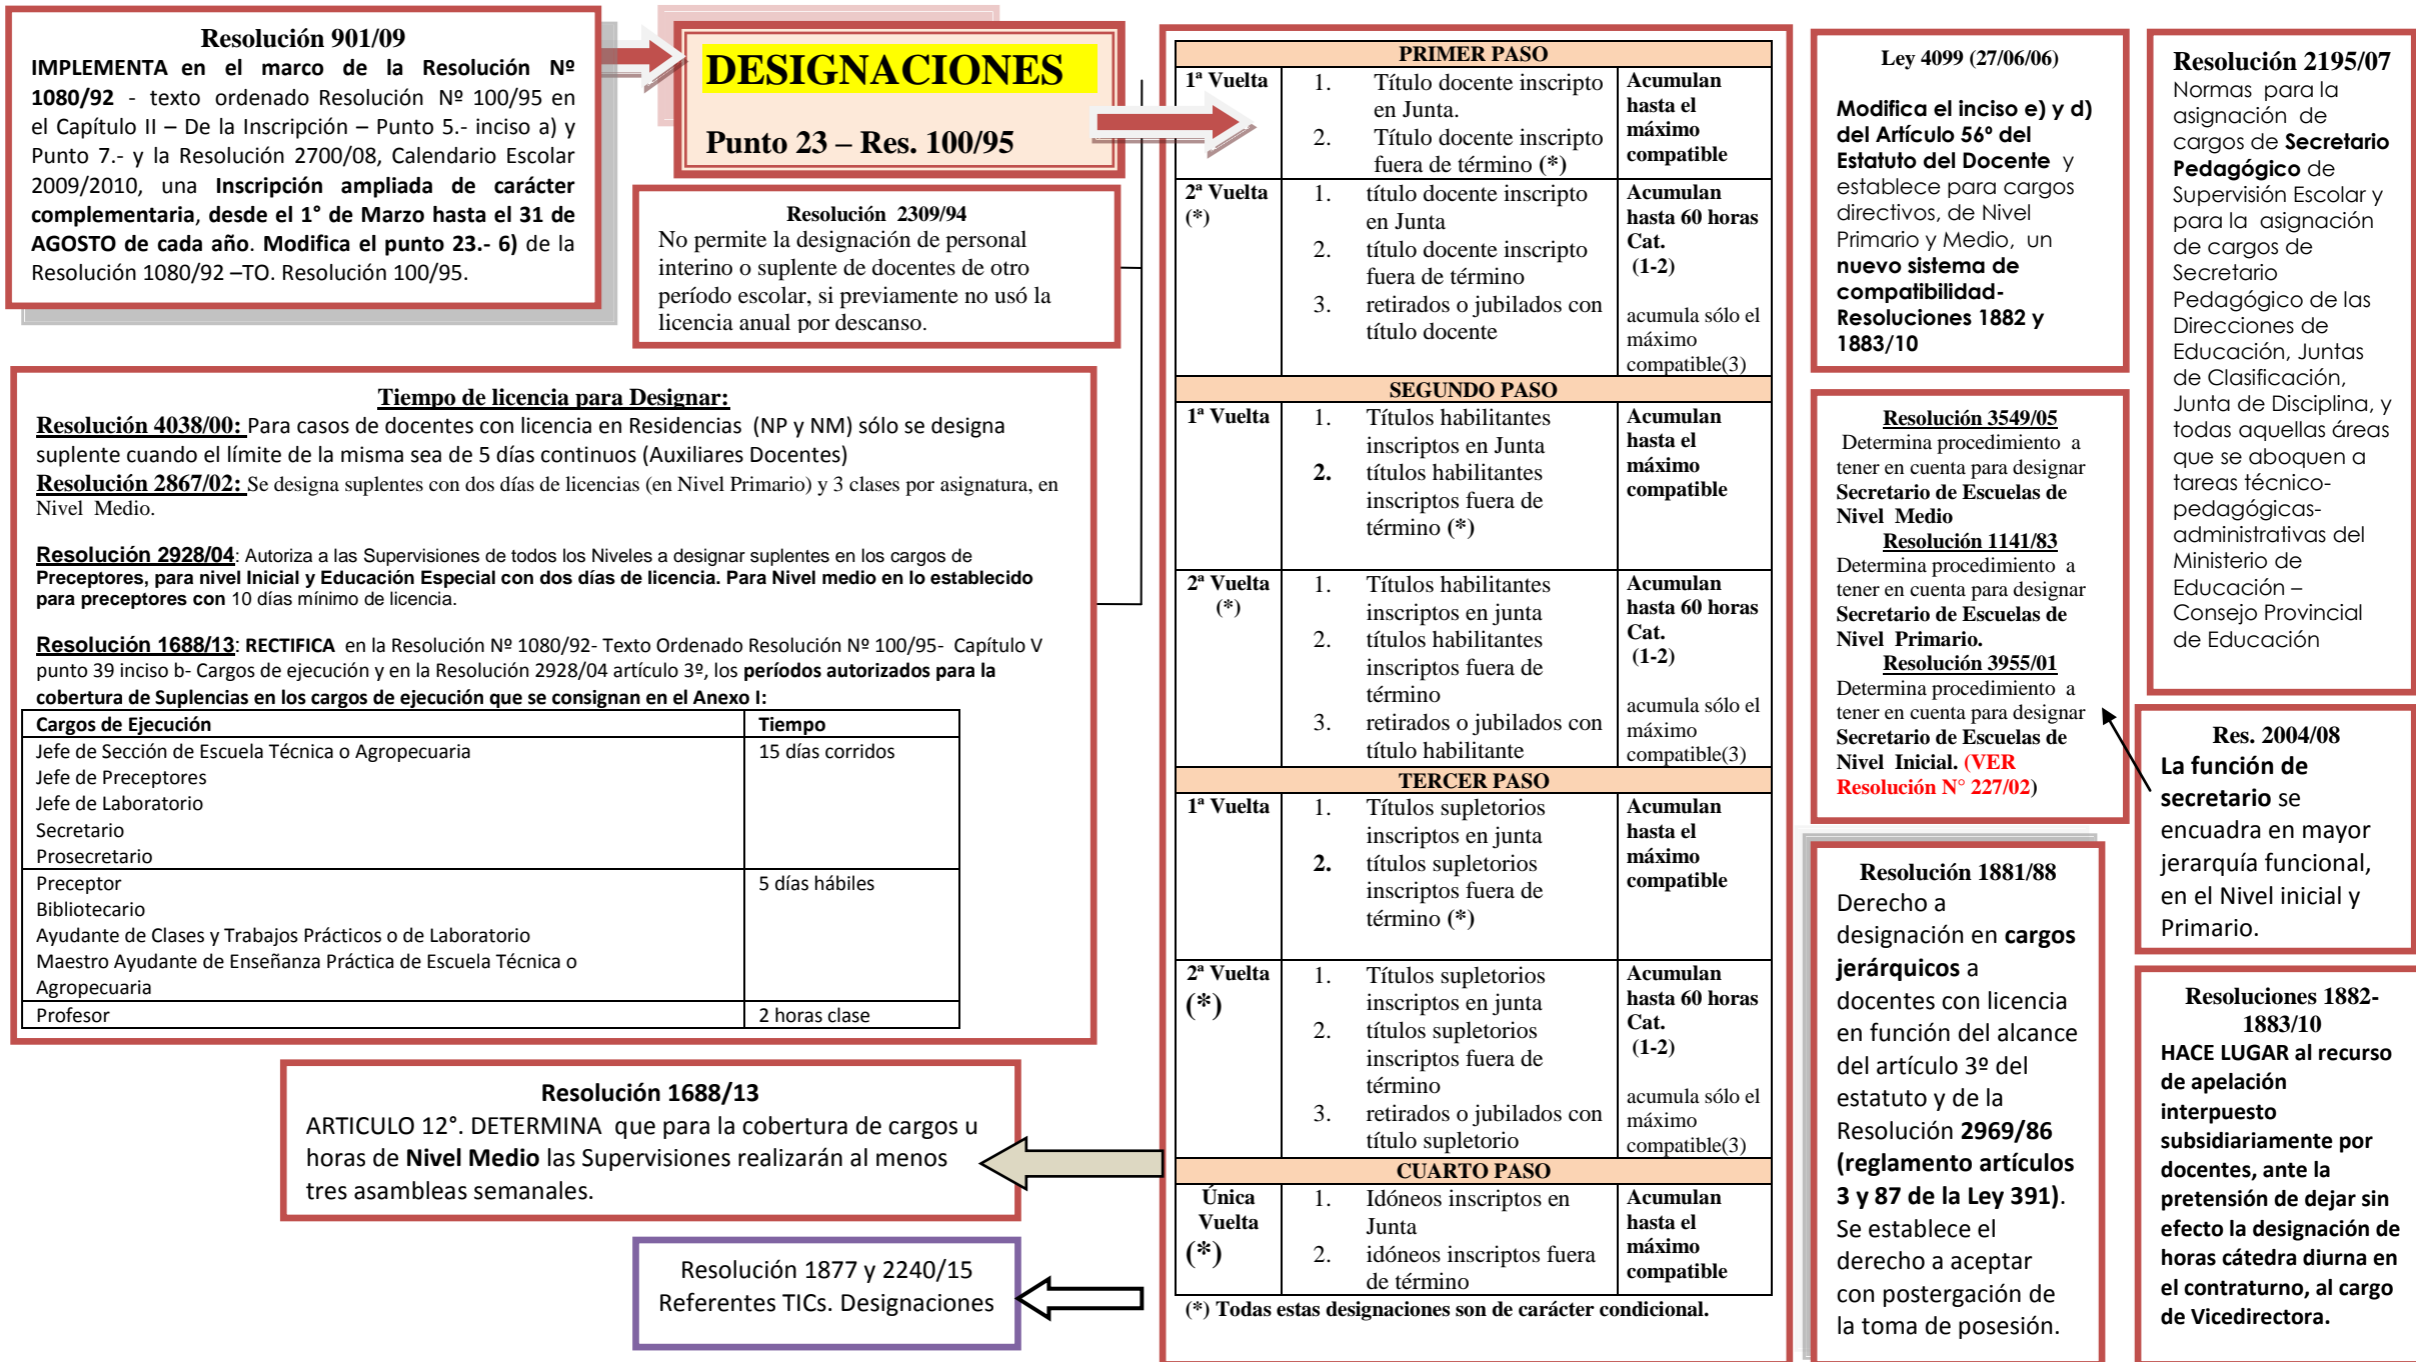 Resolución 901/09
IMPLEMENTA en el marco de la Resolución Nº
1080/92 - texto ordenado Resolución Nº 100/95 en
el Capítulo II – De la Inscripción – Punto 5.- inciso a) y
Punto 7.- y la Resolución 2700/08, Calendario Escolar
2009/2010, una Inscripción ampliada de carácter
complementaria, desde el 1° de Marzo hasta el 31 de
AGOSTO de cada año. Modifica el punto 23.- 6) de la
Resolución 1080/92 –TO. Resolución 100/95.
DESIGNACIONES
Punto 23 – Res. 100/95
Resolución 2309/94
No permite la designación de personal
interino o suplente de docentes de otro
período escolar, si previamente no usó la
licencia anual por descanso.
Tiempo de licencia para Designar:
Resolución 4038/00: Para casos de docentes con licencia en Residencias (NP y NM) sólo se designa
suplente cuando el límite de la misma sea de 5 días continuos (Auxiliares Docentes)
Resolución 2867/02: Se designa suplentes con dos días de licencias (en Nivel Primario) y 3 clases por asignatura, en
Nivel Medio.
Resolución 2928/04: Autoriza a las Supervisiones de todos los Niveles a designar suplentes en los cargos de
Preceptores, para nivel Inicial y Educación Especial con dos días de licencia. Para Nivel medio en lo establecido
para preceptores con 10 días mínimo de licencia.
Resolución 1688/13: RECTIFICA en la Resolución Nº 1080/92- Texto Ordenado Resolución Nº 100/95- Capítulo V
punto 39 inciso b- Cargos de ejecución y en la Resolución 2928/04 artículo 3º, los períodos autorizados para la
cobertura de Suplencias en los cargos de ejecución que se consignan en el Anexo I:
Cargos de Ejecución Tiempo
Jefe de Sección de Escuela Técnica o Agropecuaria 15 días corridos
Jefe de Preceptores
Jefe de Laboratorio
Secretario
Prosecretario
Preceptor 5 días hábiles
Bibliotecario
Ayudante de Clases y Trabajos Prácticos o de Laboratorio
Maestro Ayudante de Enseñanza Práctica de Escuela Técnica o
Agropecuaria
Profesor 2 horas clase
Resolución 1688/13
ARTICULO 12°. DETERMINA que para la cobertura de cargos u
horas de Nivel Medio las Supervisiones realizarán al menos
tres asambleas semanales.
Resolución 1877 y 2240/15
Referentes TICs. Designaciones
PRIMER PASO
1ª Vuelta 1. Título docente inscripto Acumulan
en Junta. hasta el
2. Título docente inscripto máximo
fuera de término (*) compatible
2ª Vuelta 1. título docente inscripto Acumulan
(*) en Junta hasta 60 horas
2. título docente inscripto Cat.
fuera de término (1-2)
3. retirados o jubilados con acumula sólo el
título docente máximo
compatible(3)
SEGUNDO PASO
1ª Vuelta 1. Títulos habilitantes Acumulan
inscriptos en Junta hasta el
2. títulos habilitantes máximo
inscriptos fuera de compatible
término (*)
2ª Vuelta 1. Títulos habilitantes Acumulan
(*) inscriptos en junta hasta 60 horas
2. títulos habilitantes Cat.
inscriptos fuera de (1-2)
término acumula sólo el
3. retirados o jubilados con máximo
título habilitante compatible(3)
TERCER PASO
1ª Vuelta 1. Títulos supletorios Acumulan
inscriptos en junta hasta el
2. títulos supletorios máximo
inscriptos fuera de compatible
término (*)
2ª Vuelta 1. Títulos supletorios Acumulan
(*) inscriptos en junta hasta 60 horas
2. títulos supletorios Cat.
inscriptos fuera de (1-2)
término acumula sólo el
3. retirados o jubilados con máximo
título supletorio compatible(3)
CUARTO PASO
Única 1. Idóneos inscriptos en Acumulan
Vuelta Junta hasta el
(*) 2. idóneos inscriptos fuera máximo
de término compatible
(*) Todas estas designaciones son de carácter condicional.
Ley 4099 (27/06/06)
Modifica el inciso e) y d)
del Artículo 56º del
Estatuto del Docente y
establece para cargos
directivos, de Nivel
Primario y Medio, un
nuevo sistema de
compatibilidad-
Resoluciones 1882 y
1883/10
Resolución 3549/05
Determina procedimiento a
tener en cuenta para designar
Secretario de Escuelas de
Nivel Medio
Resolución 1141/83
Determina procedimiento a
tener en cuenta para designar
Secretario de Escuelas de
Nivel Primario.
Resolución 3955/01
Determina procedimiento a
tener en cuenta para designar
Secretario de Escuelas de
Nivel Inicial. (VER
Resolución N° 227/02)
Resolución 1881/88
Derecho a
designación en cargos
jerárquicos a
docentes con licencia
en función del alcance
del artículo 3º del
estatuto y de la
Resolución 2969/86
(reglamento artículos
3 y 87 de la Ley 391).
Se establece el
derecho a aceptar
con postergación de
la toma de posesión.
Resolución 2195/07
Normas para la
asignación de
cargos de Secretario
Pedagógico de
Supervisión Escolar y
para la asignación
de cargos de
Secretario
Pedagógico de las
Direcciones de
Educación, Juntas
de Clasificación,
Junta de Disciplina, y
todas aquellas áreas
que se aboquen a
tareas técnico-
pedagógicas-
administrativas del
Ministerio de
Educación –
Consejo Provincial
de Educación
Res. 2004/08
La función de
secretario se
encuadra en mayor
jerarquía funcional,
en el Nivel inicial y
Primario.
Resoluciones 1882-
1883/10
HACE LUGAR al recurso
de apelación
interpuesto
subsidiariamente por
docentes, ante la
pretensión de dejar sin
efecto la designación de
horas cátedra diurna en
el contraturno, al cargo
de Vicedirectora.